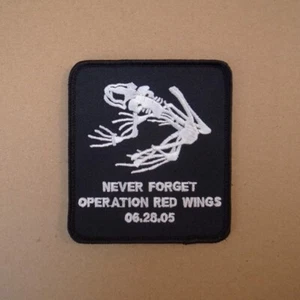 NEVER FORGET
OPERATION RED WINGS
06.28.05